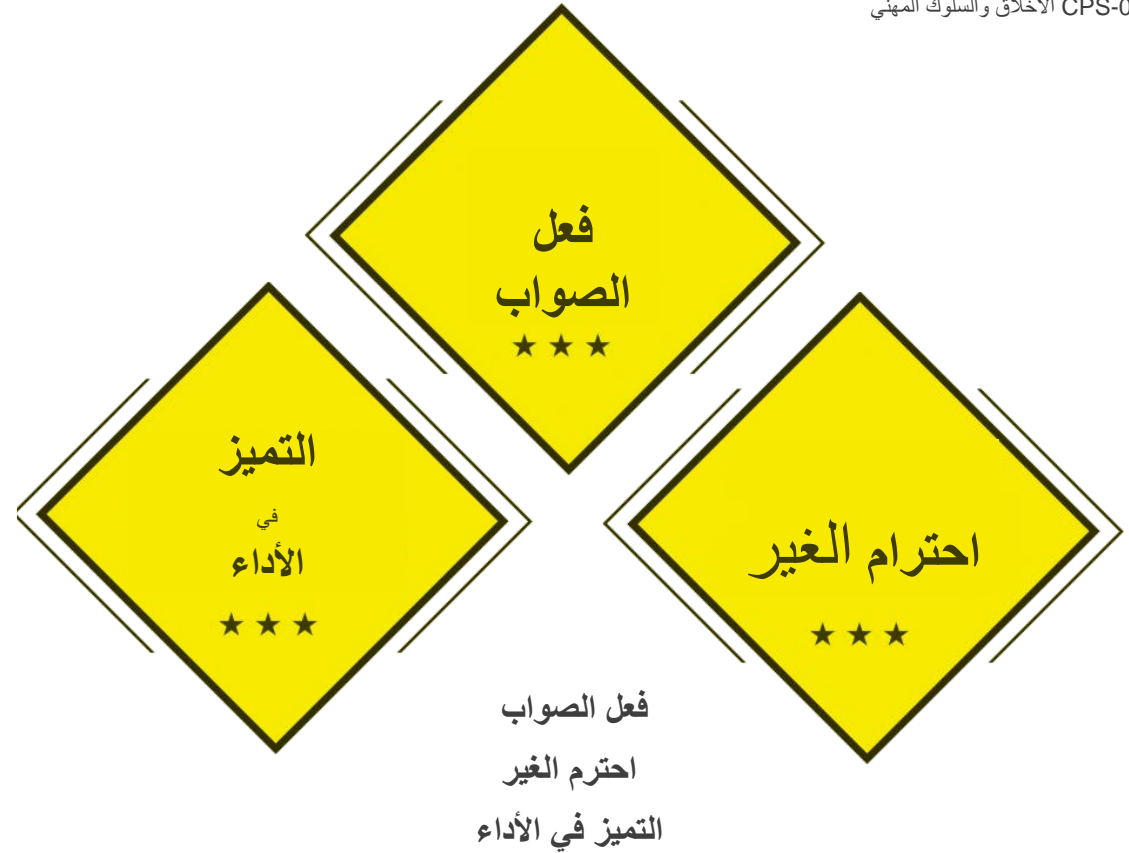 CPS-0 الأخلاق والسلوك المهني
فعل
الصواب
★ ★ ★
احترام الغير
★ ★ ★
التميز
في
الأداء
★ ★ ★
فعل الصواب
احترم الغير
التميز في الأداء